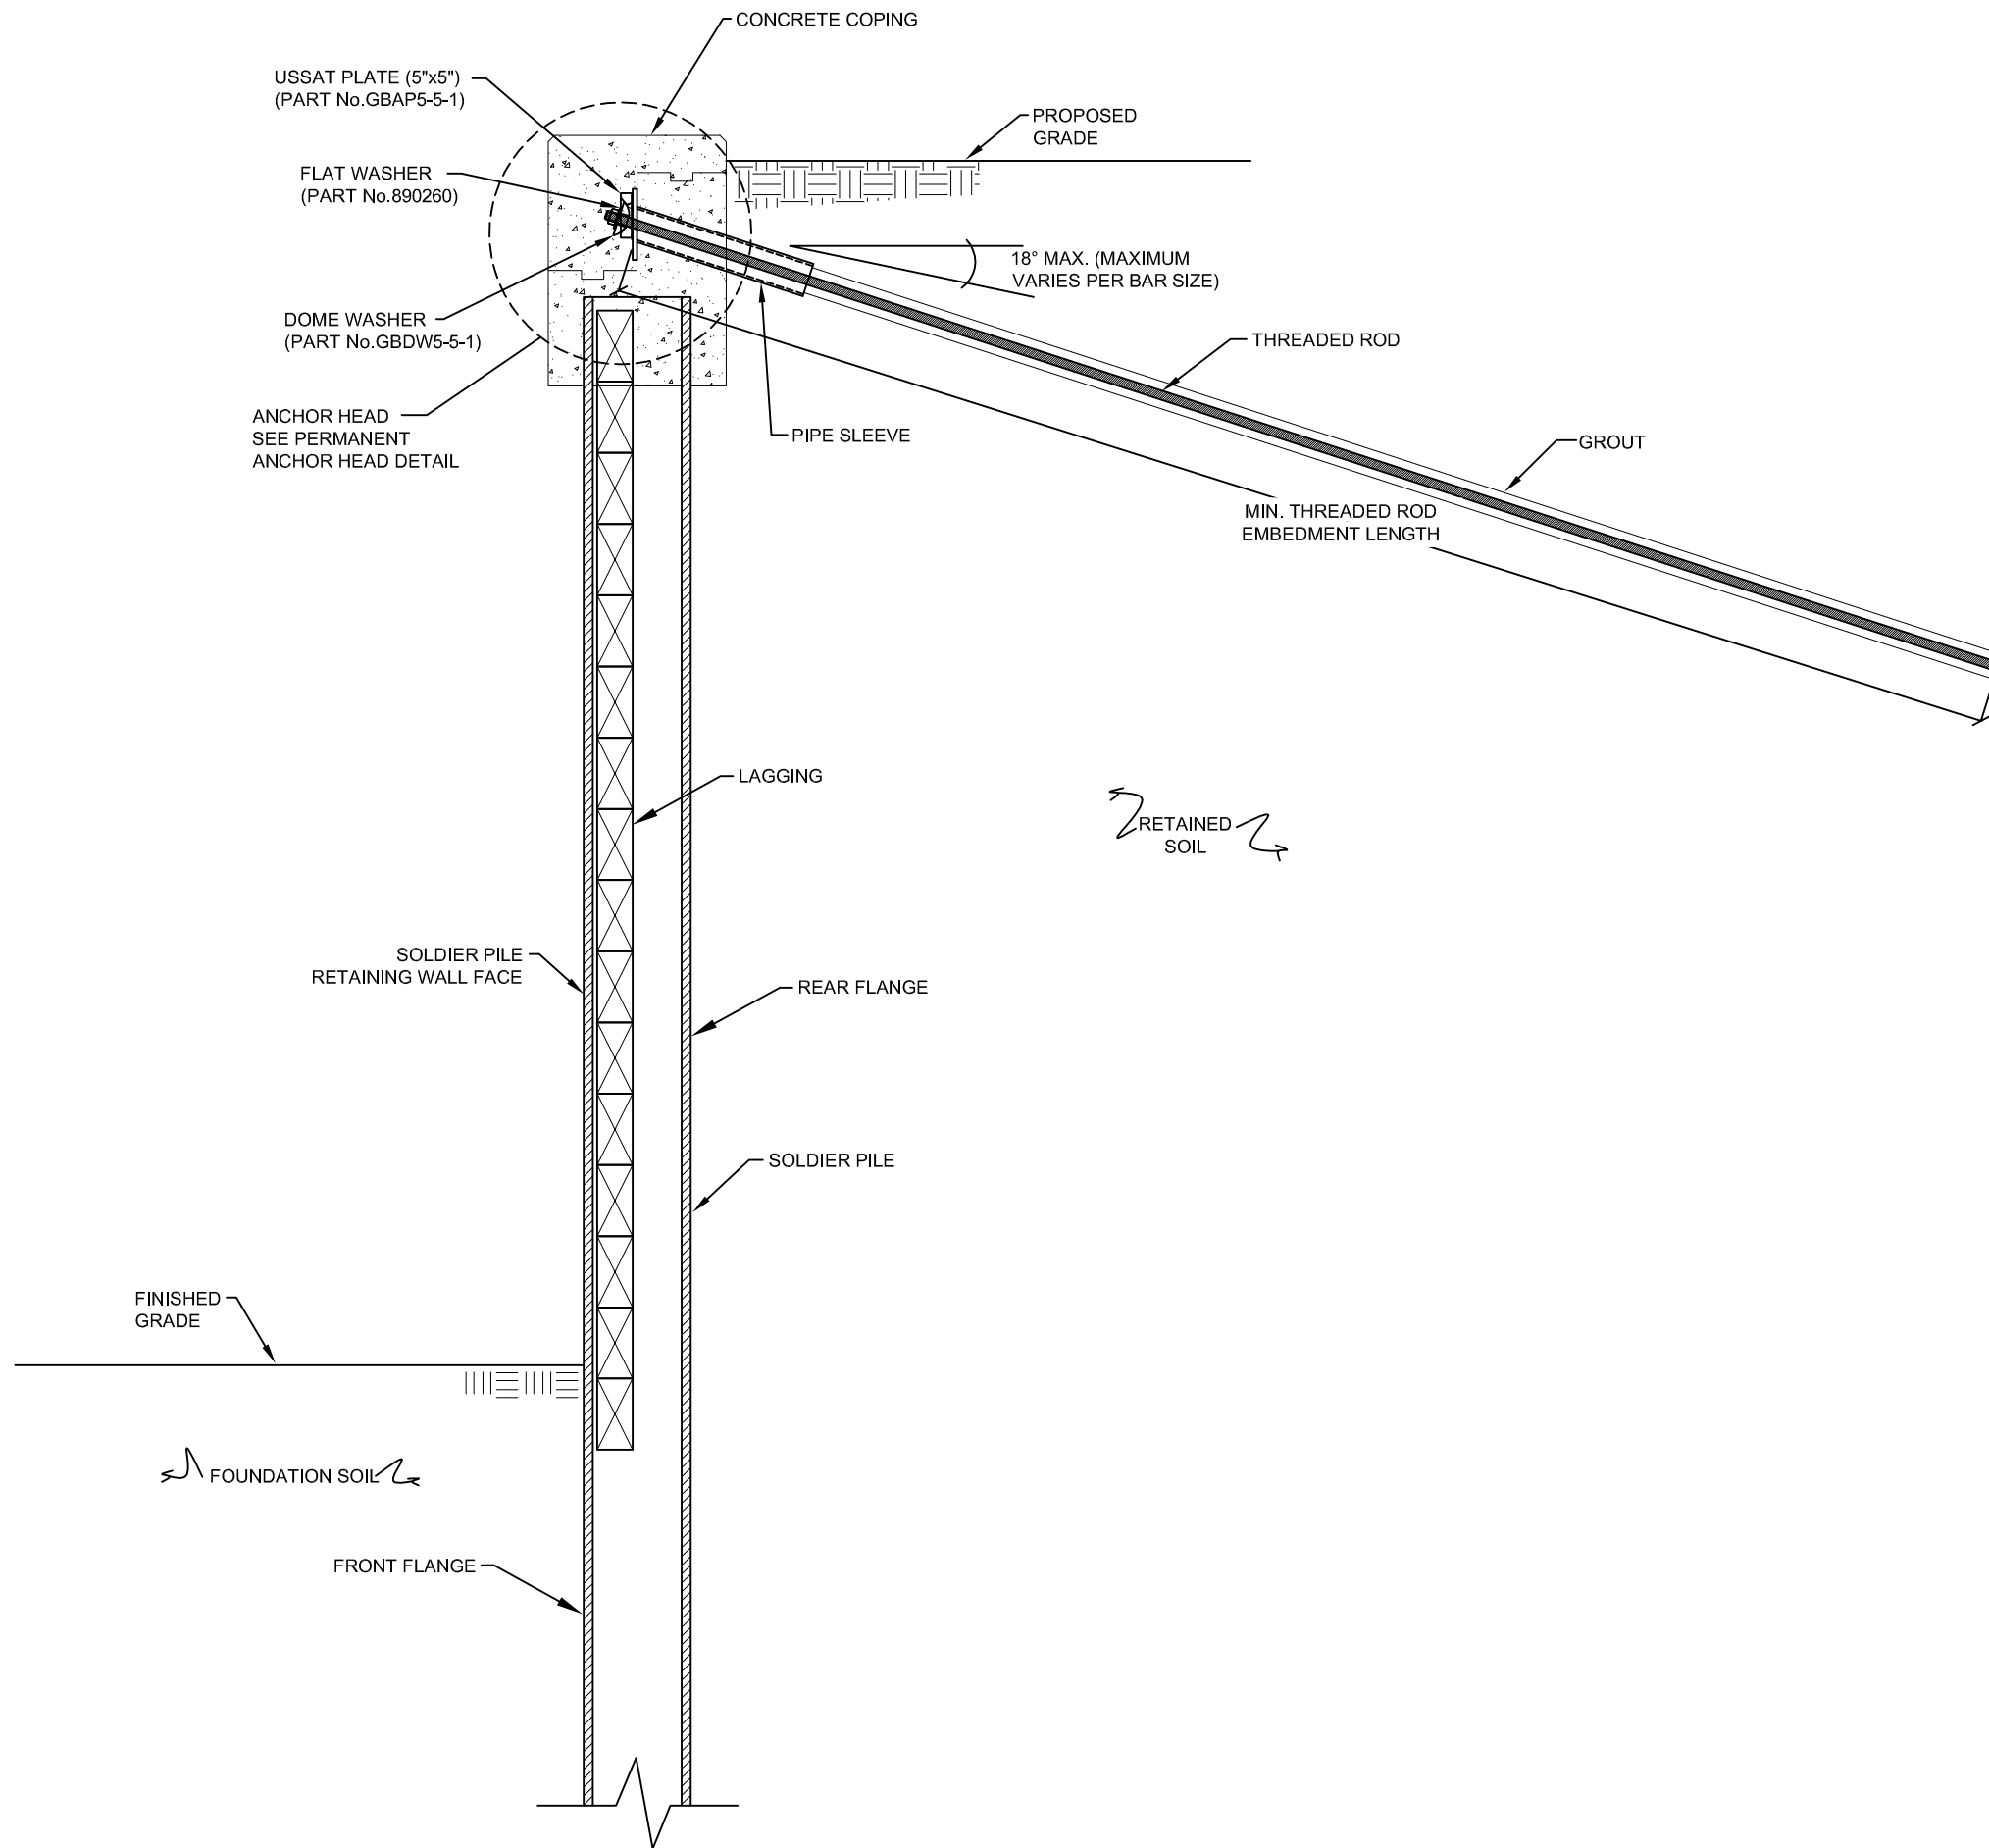 CONCRETE COPING
USSAT PLATE (5"x5")
(PART No.GBAP5-5-1)
PROPOSED
GRADE
FLAT WASHER
(PART No.890260)
18° MAX. (MAXIMUM
VARIES PER BAR SIZE)
DOME WASHER
(PART No.GBDW5-5-1)
THREADED ROD
ANCHOR HEAD
SEE PERMANENT
ANCHOR HEAD DETAIL
PIPE SLEEVE
GROUT
MIN. THREADED ROD
EMBEDMENT LENGTH
LAGGING
RETAINED
SOIL
SOLDIER PILE
RETAINING WALL FACE
REAR FLANGE
SOLDIER PILE
FINISHED
GRADE
FOUNDATION SOIL
FRONT FLANGE